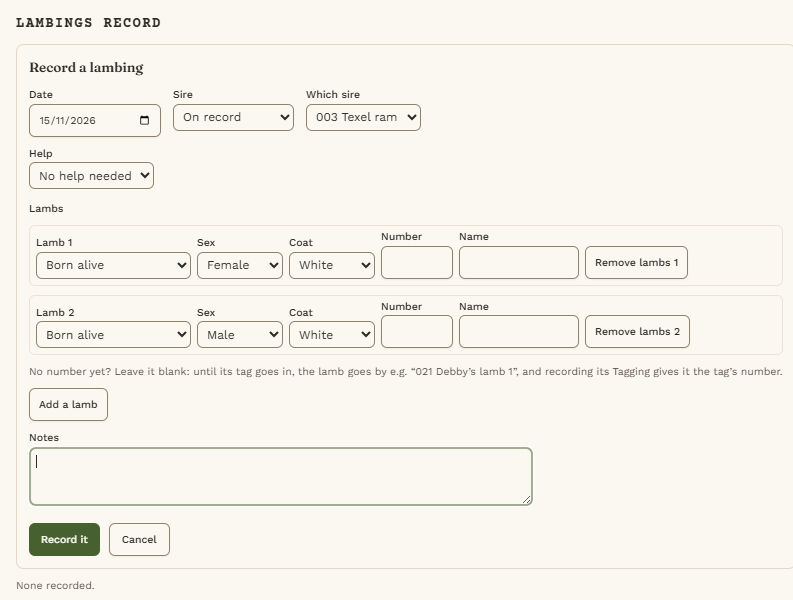 LAMBINGS RECORD
Record a lambing
Date Sire Which sire
15/11/2026 On record 003 Texel ram
Help
No help needed
Lambs
Lamb 1 Sex Coat Number Name
Born alive Female White Remove lambs 1
Lamb 2 Sex Coat Number Name
Born alive Male White Remove lambs 2
No number yet? Leave it blank: until its tag goes in, the lamb goes by e.g. “021 Debby’s lamb 1”, and recording its Tagging gives it the tag’s number.
Add a lamb
Notes
Record it Cancel
None recorded.